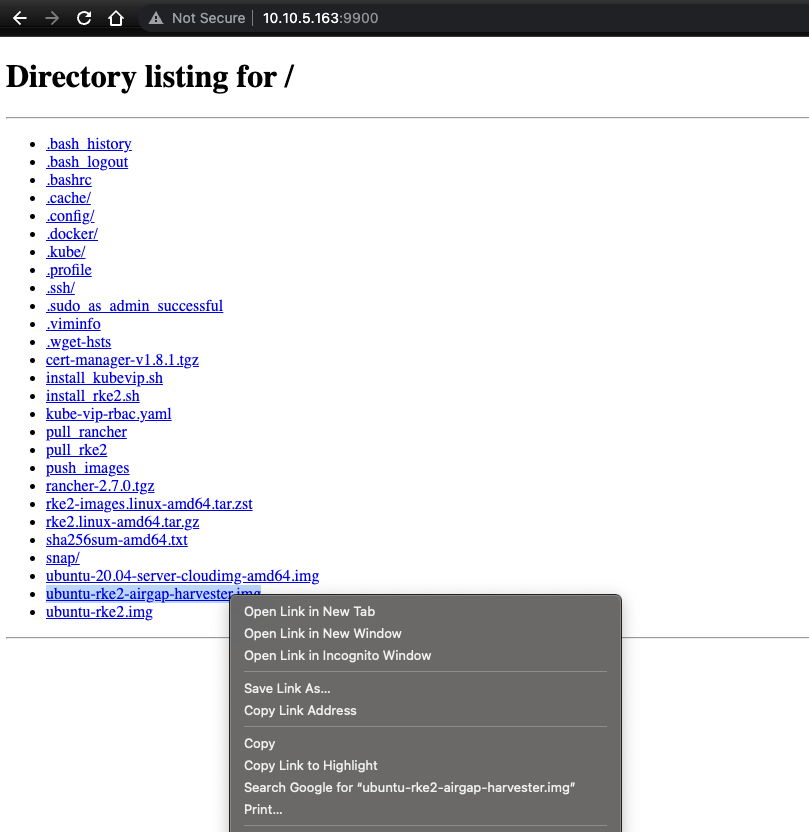 Not Secure | 10.10.5.163:9900
Directory listing for /
.bash_history
.bash_logout
.bashrc
.cache/
.config/
.docker/
.kube/
.profile
.ssh/
.sudo_as_admin_successful
.viminfo
.wget-hsts
cert-manager-v1.8.1.tgz
install_kubevip.sh
install_rke2.sh
kube-vip-rbac.yaml
pull_rancher
pull_rke2
push_images
rancher-2.7.0.tgz
rke2-images.linux-amd64.tar.zst
rke2.linux-amd64.tar.gz
sha256sum-amd64.txt
snap/
ubuntu-20.04-server-cloudimg-amd64.img
ubuntu-rke2-airgap-harvester.img
ubuntu-rke2.img
Open Link in New Tab
Open Link in New Window
Open Link in Incognito Window
Save Link As...
Copy Link Address
Copy
Copy Link to Highlight
Search Google for “ubuntu-rke2-airgap-harvester.img”
Print...